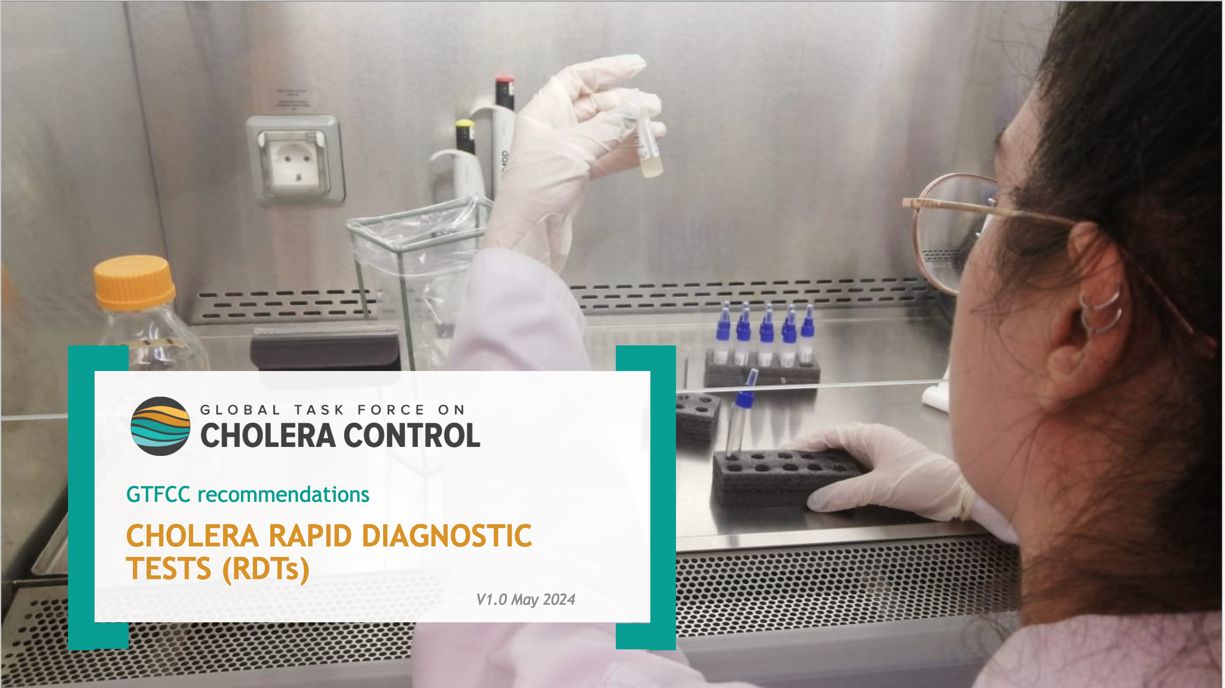 GLOBAL TASK FORCE ON
CHOLERA CONTROL
GTFCC recommendations
CHOLERA RAPID DIAGNOSTIC
TESTS (RDTs)
V1.0 May 2024